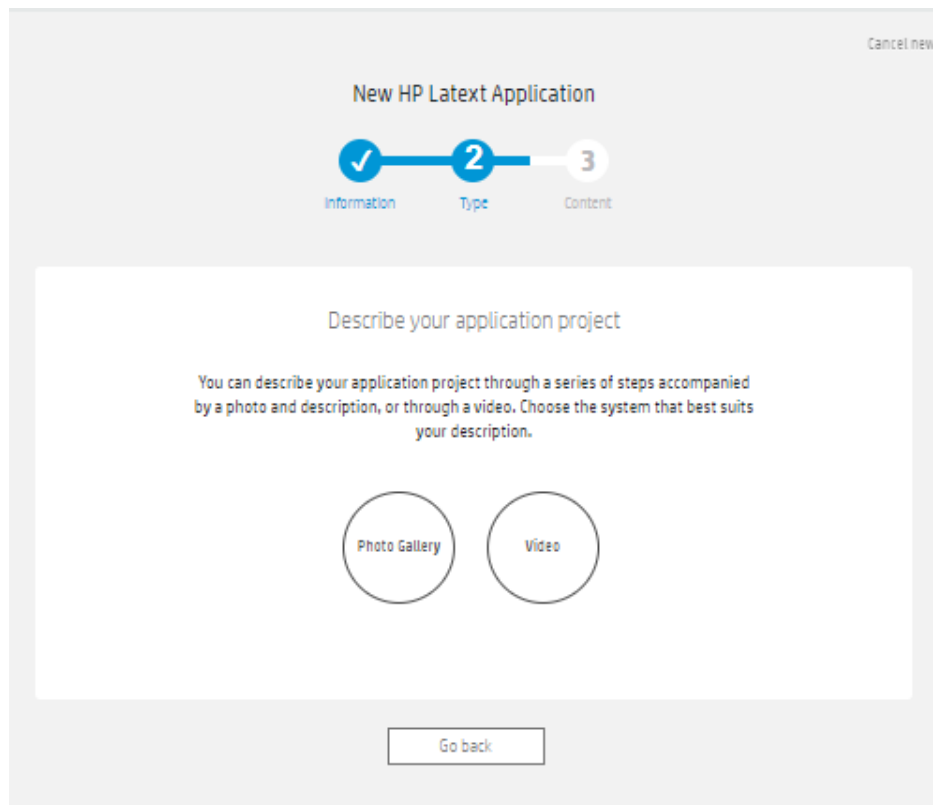 Cancel new
New HP Latext Application
2
3
Information
Type
Content
Describe your application project
You can describe your application project through a series of steps accompanied
by a photo and description, or through a video. Choose the system that best suits
your description.
Photo Gallery
Video
Go back